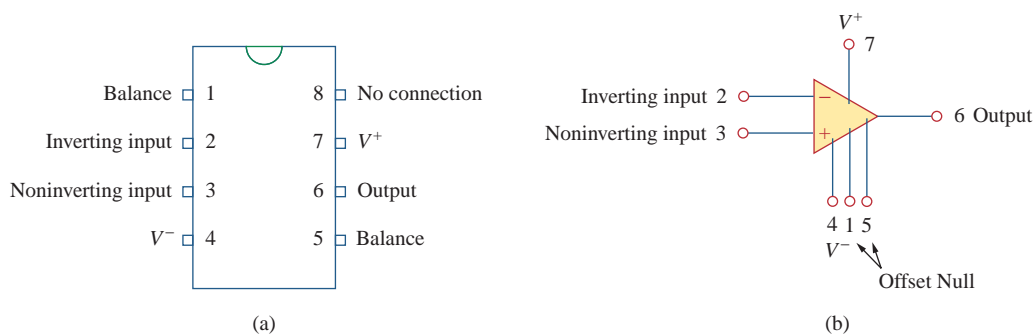 Balance 1 8 No connection
Inverting input 2 7 V⁺
Noninverting input 3 6 Output
V⁻ 4 5 Balance
(a)
V⁺
7
Inverting input 2 −
Noninverting input 3 +
6 Output
4 1 5
V⁻
Offset Null
(b)